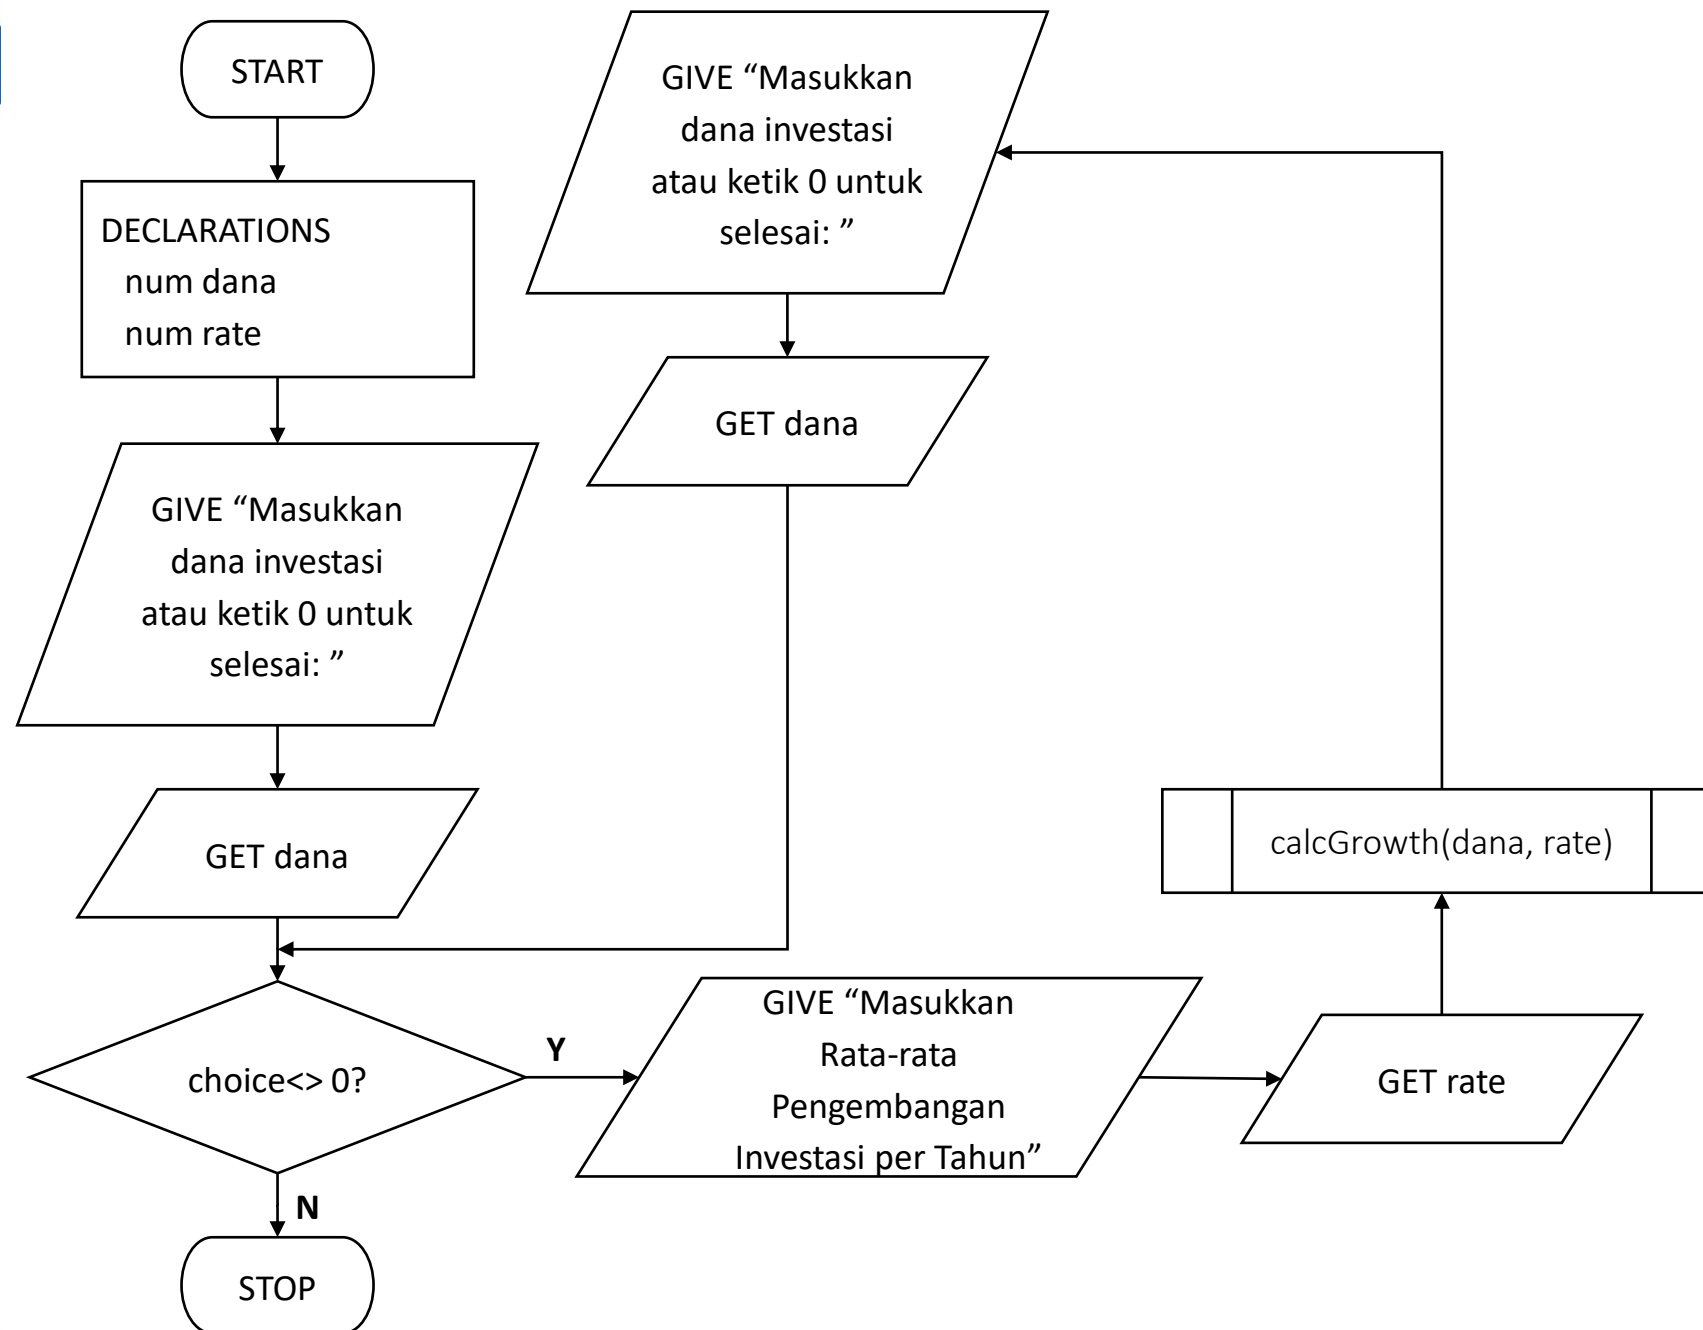 START
DECLARATIONS
num dana
num rate
GIVE “Masukkan
dana investasi
atau ketik 0 untuk
selesai: ”
GET dana
choice<> 0?
Y
N
STOP
GIVE “Masukkan
Rata-rata
Pengembangan
Investasi per Tahun”
GET rate
calcGrowth(dana, rate)
GIVE “Masukkan
dana investasi
atau ketik 0 untuk
selesai: ”
GET dana